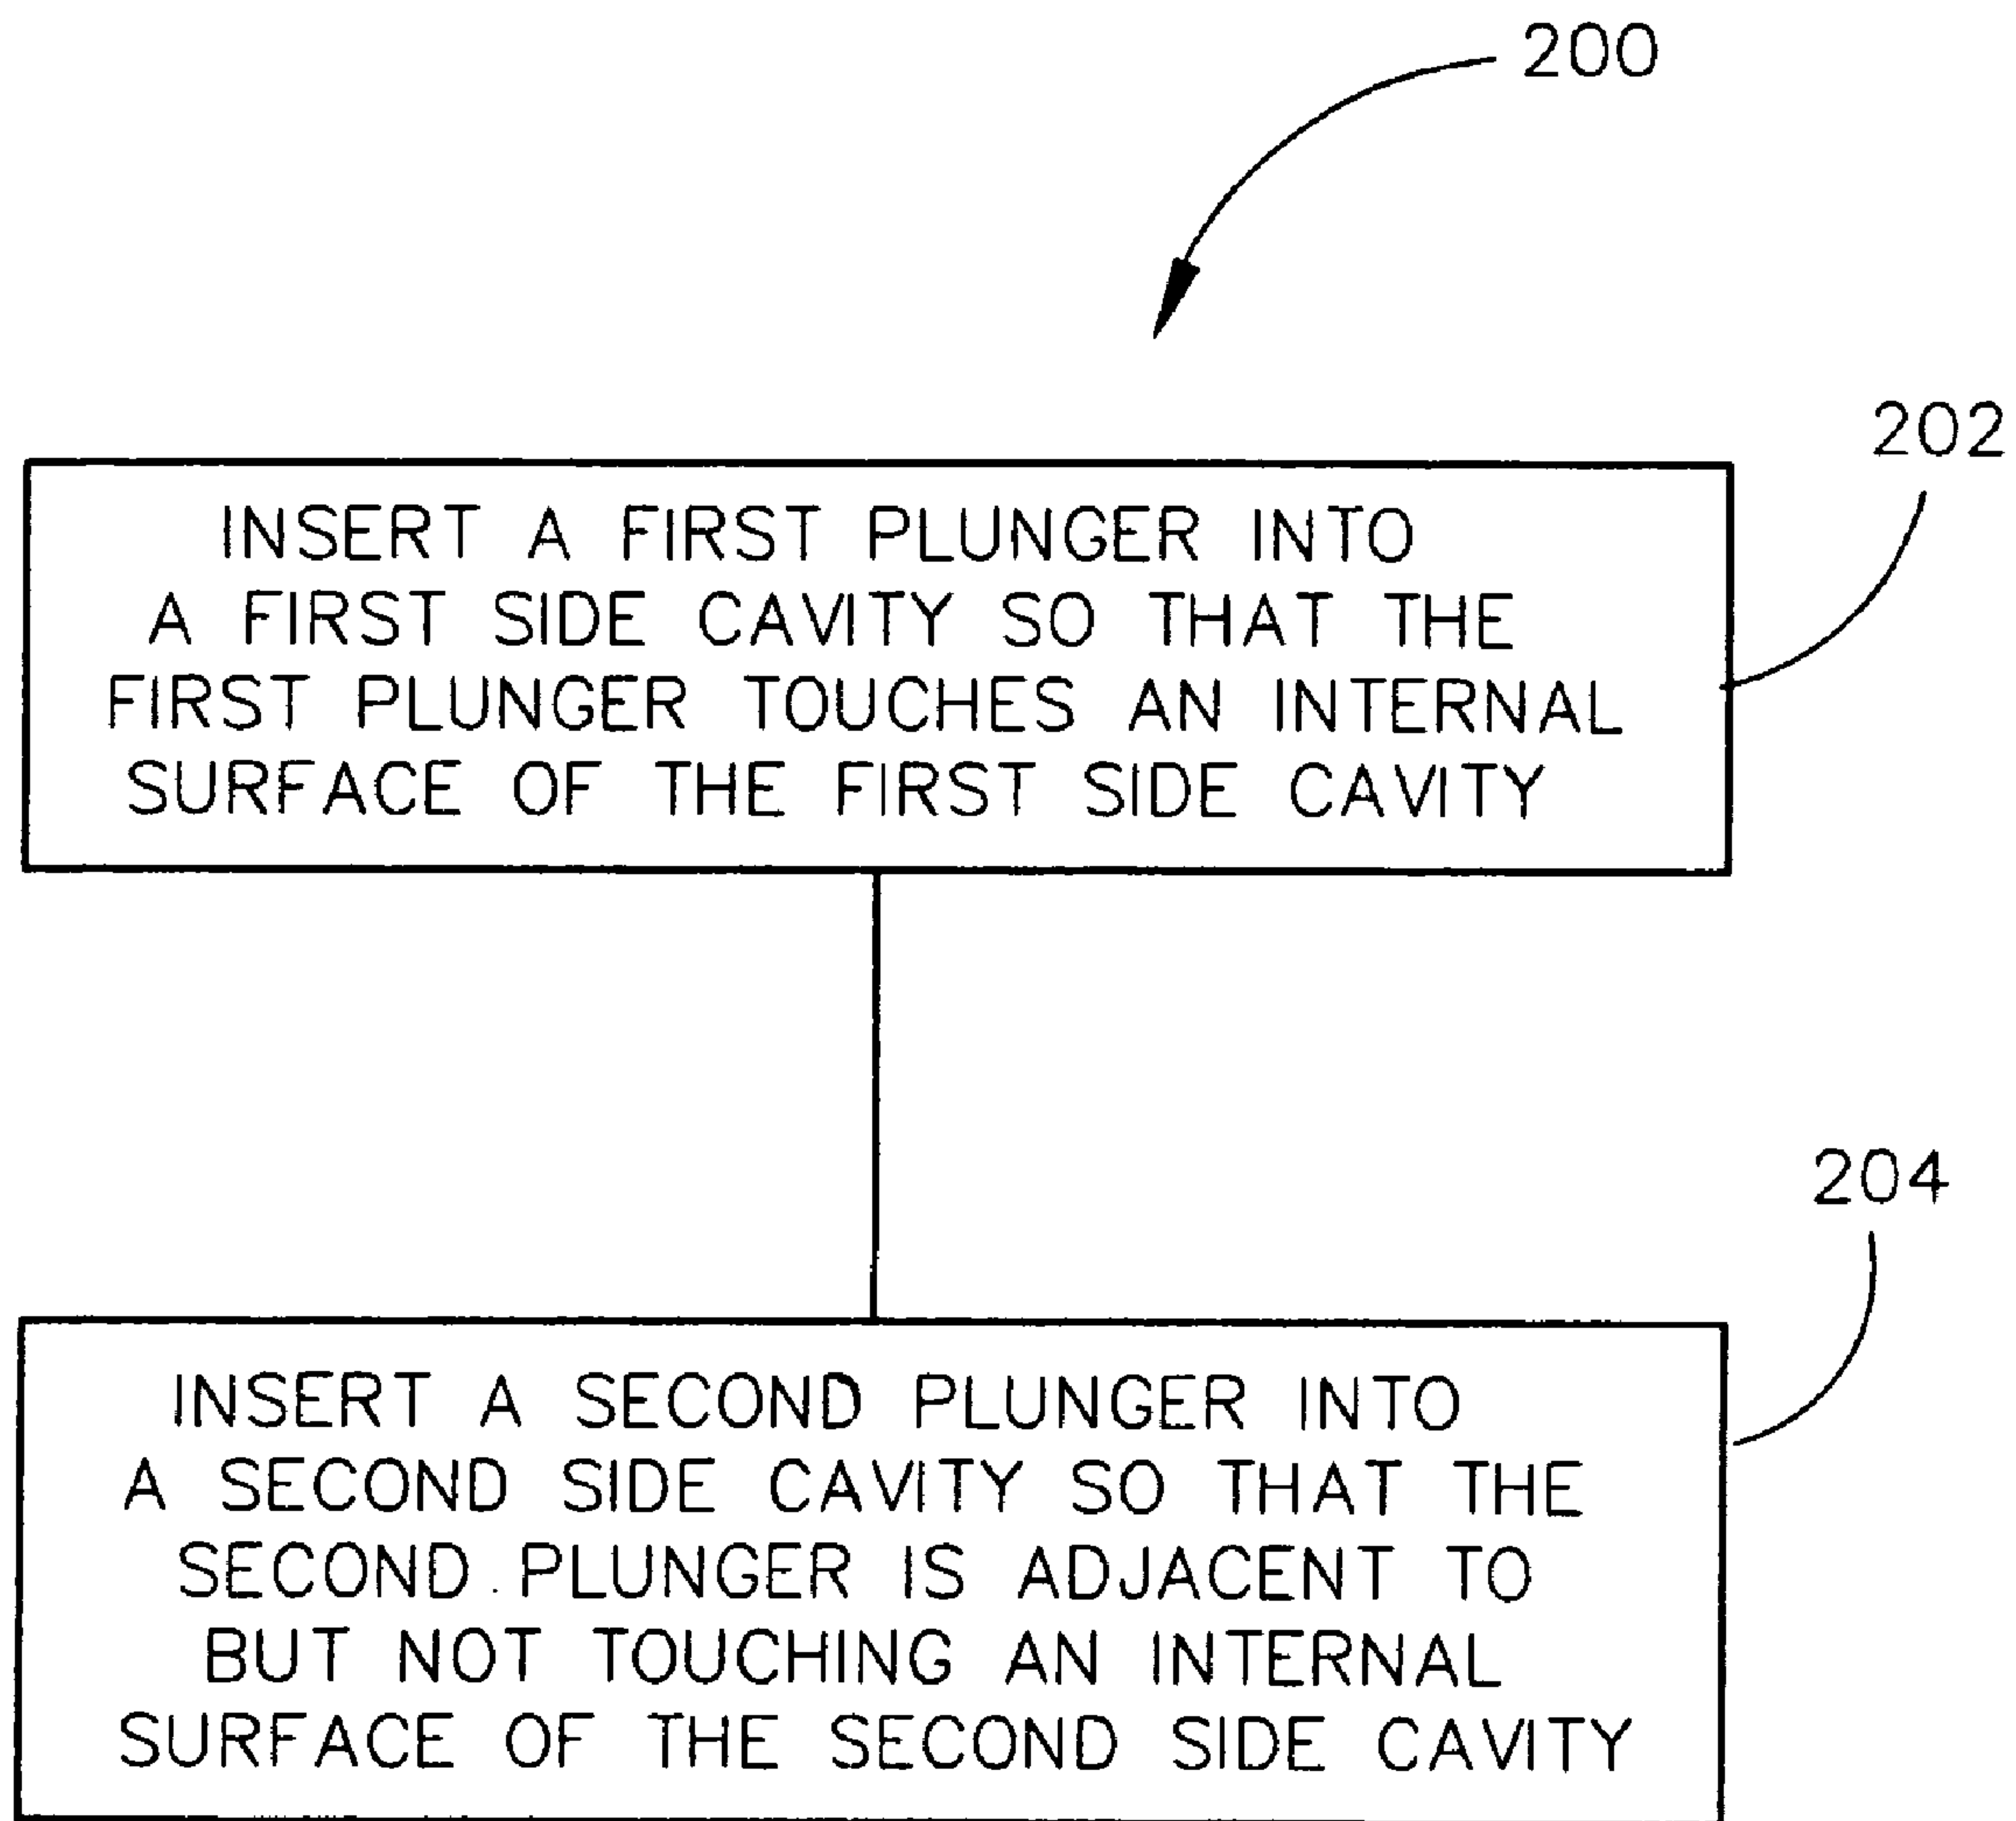 200
202
INSERT A FIRST PLUNGER INTO
A FIRST SIDE CAVITY SO THAT THE
FIRST PLUNGER TOUCHES AN INTERNAL
SURFACE OF THE FIRST SIDE CAVITY
204
INSERT A SECOND PLUNGER INTO
A SECOND SIDE CAVITY SO THAT THE
SECOND PLUNGER IS ADJACENT TO
BUT NOT TOUCHING AN INTERNAL
SURFACE OF THE SECOND SIDE CAVITY